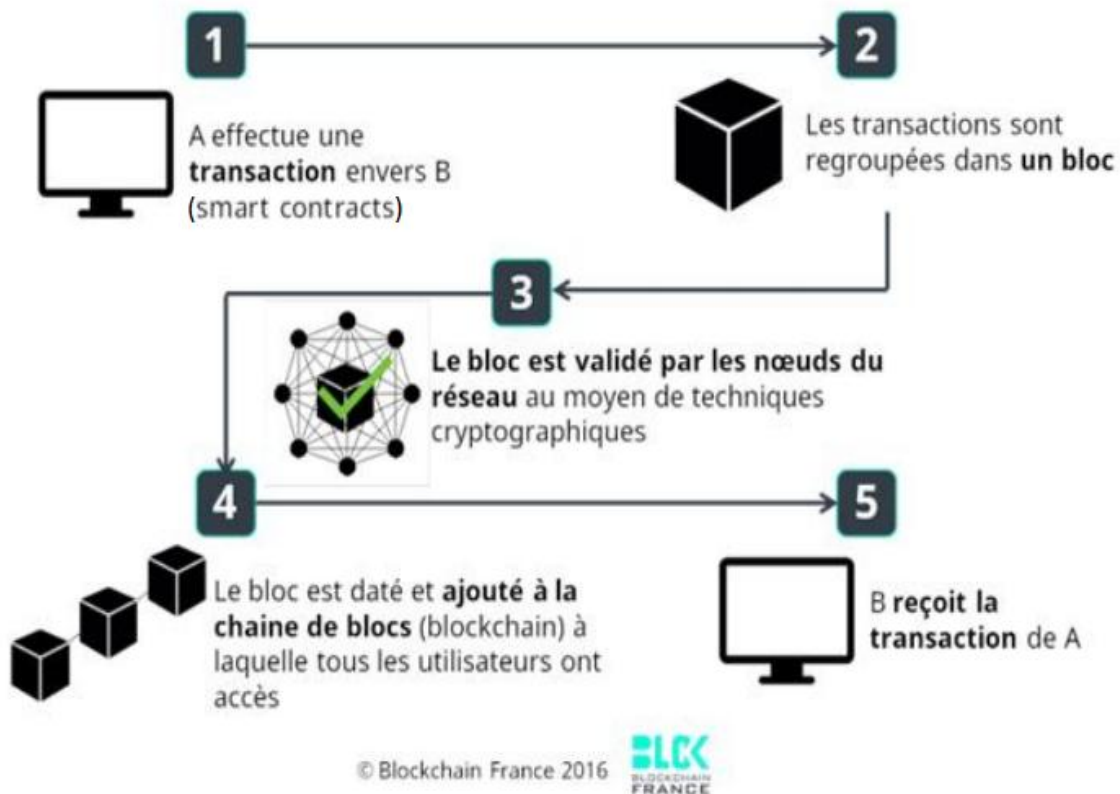 1
2
A effectue une
transaction envers B
(smart contracts)
Les transactions sont
regroupées dans un bloc
3
Le bloc est validé par les nœuds du
réseau au moyen de techniques
cryptographiques
4
5
Le bloc est daté et ajouté à la
chaine de blocs (blockchain) à
laquelle tous les utilisateurs ont
accès
B reçoit la
transaction de A
© Blockchain France 2016
BLCK
BLOCKCHAIN
FRANCE